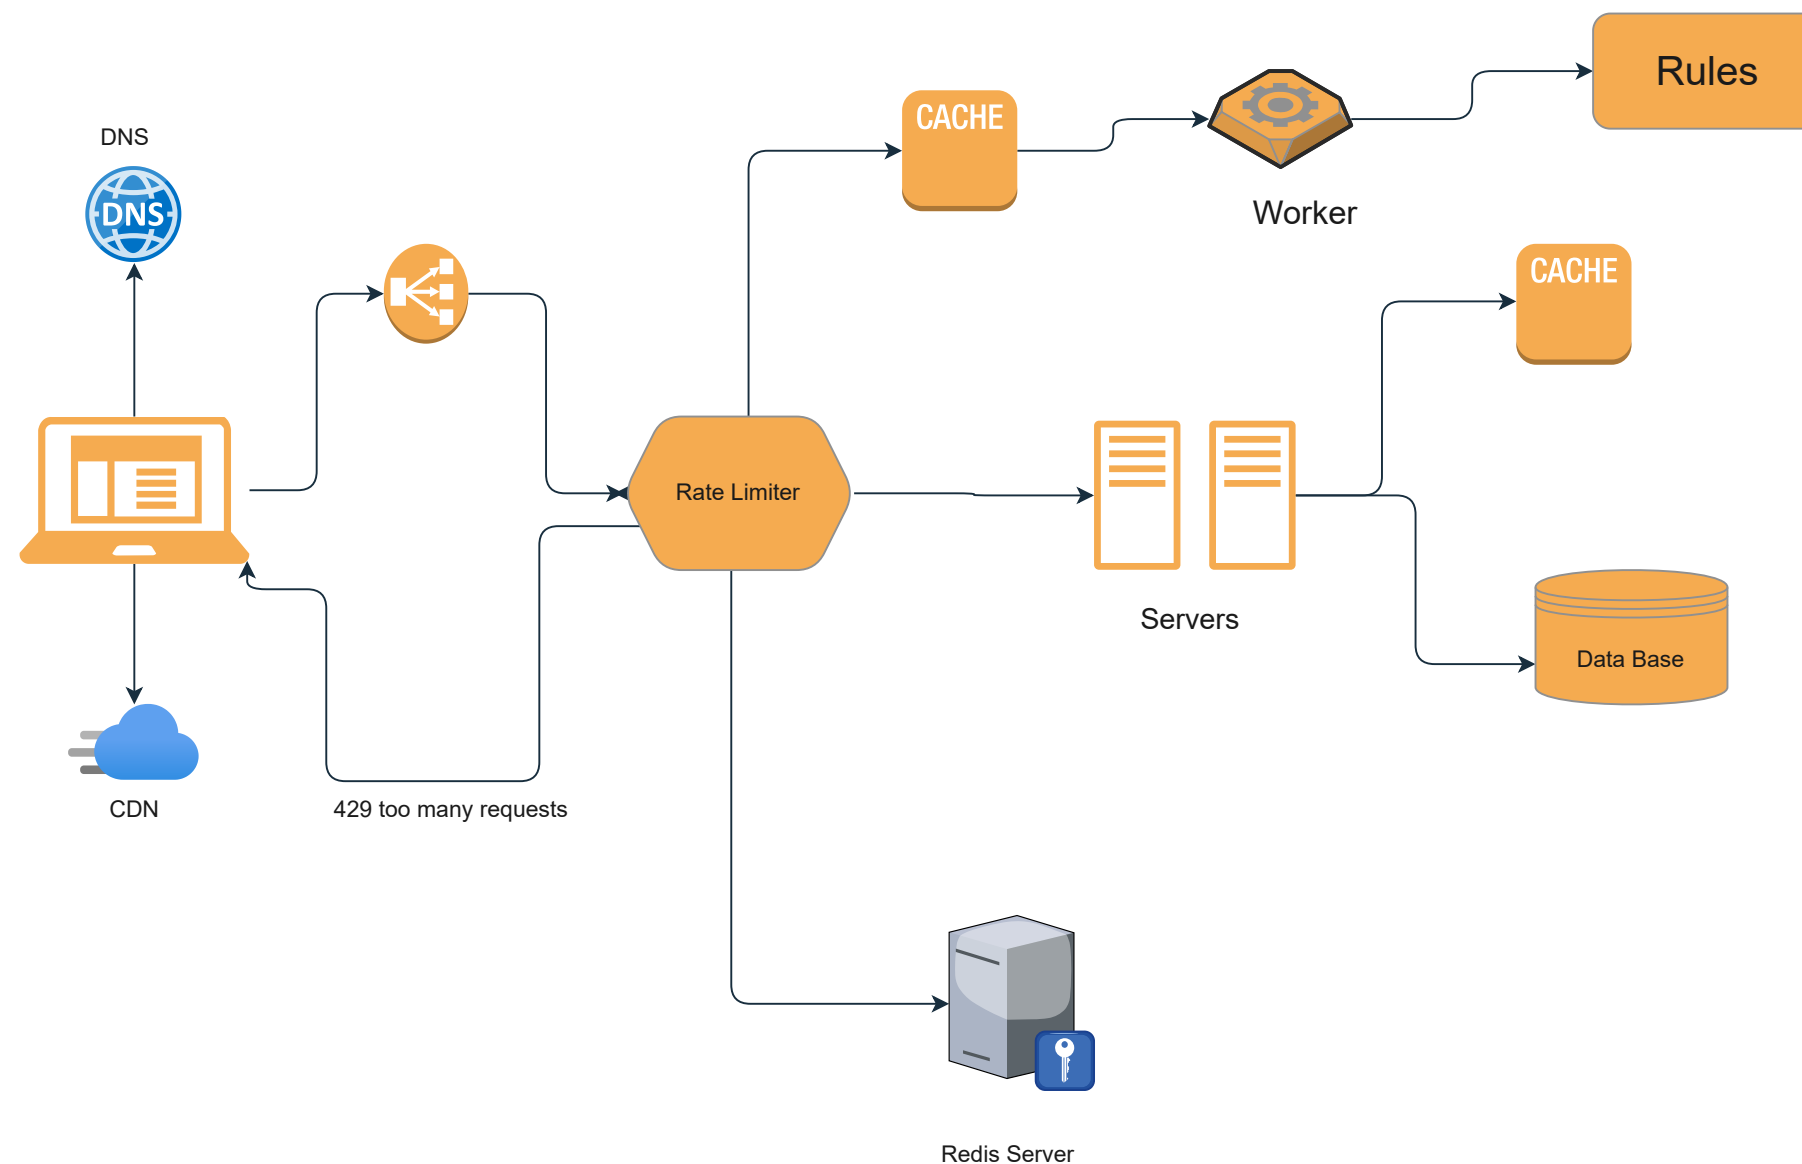 Rules
CACHE
DNS
DNS
Worker
CACHE
Rate Limiter
Servers
Data Base
CDN
429 too many requests
Redis Server